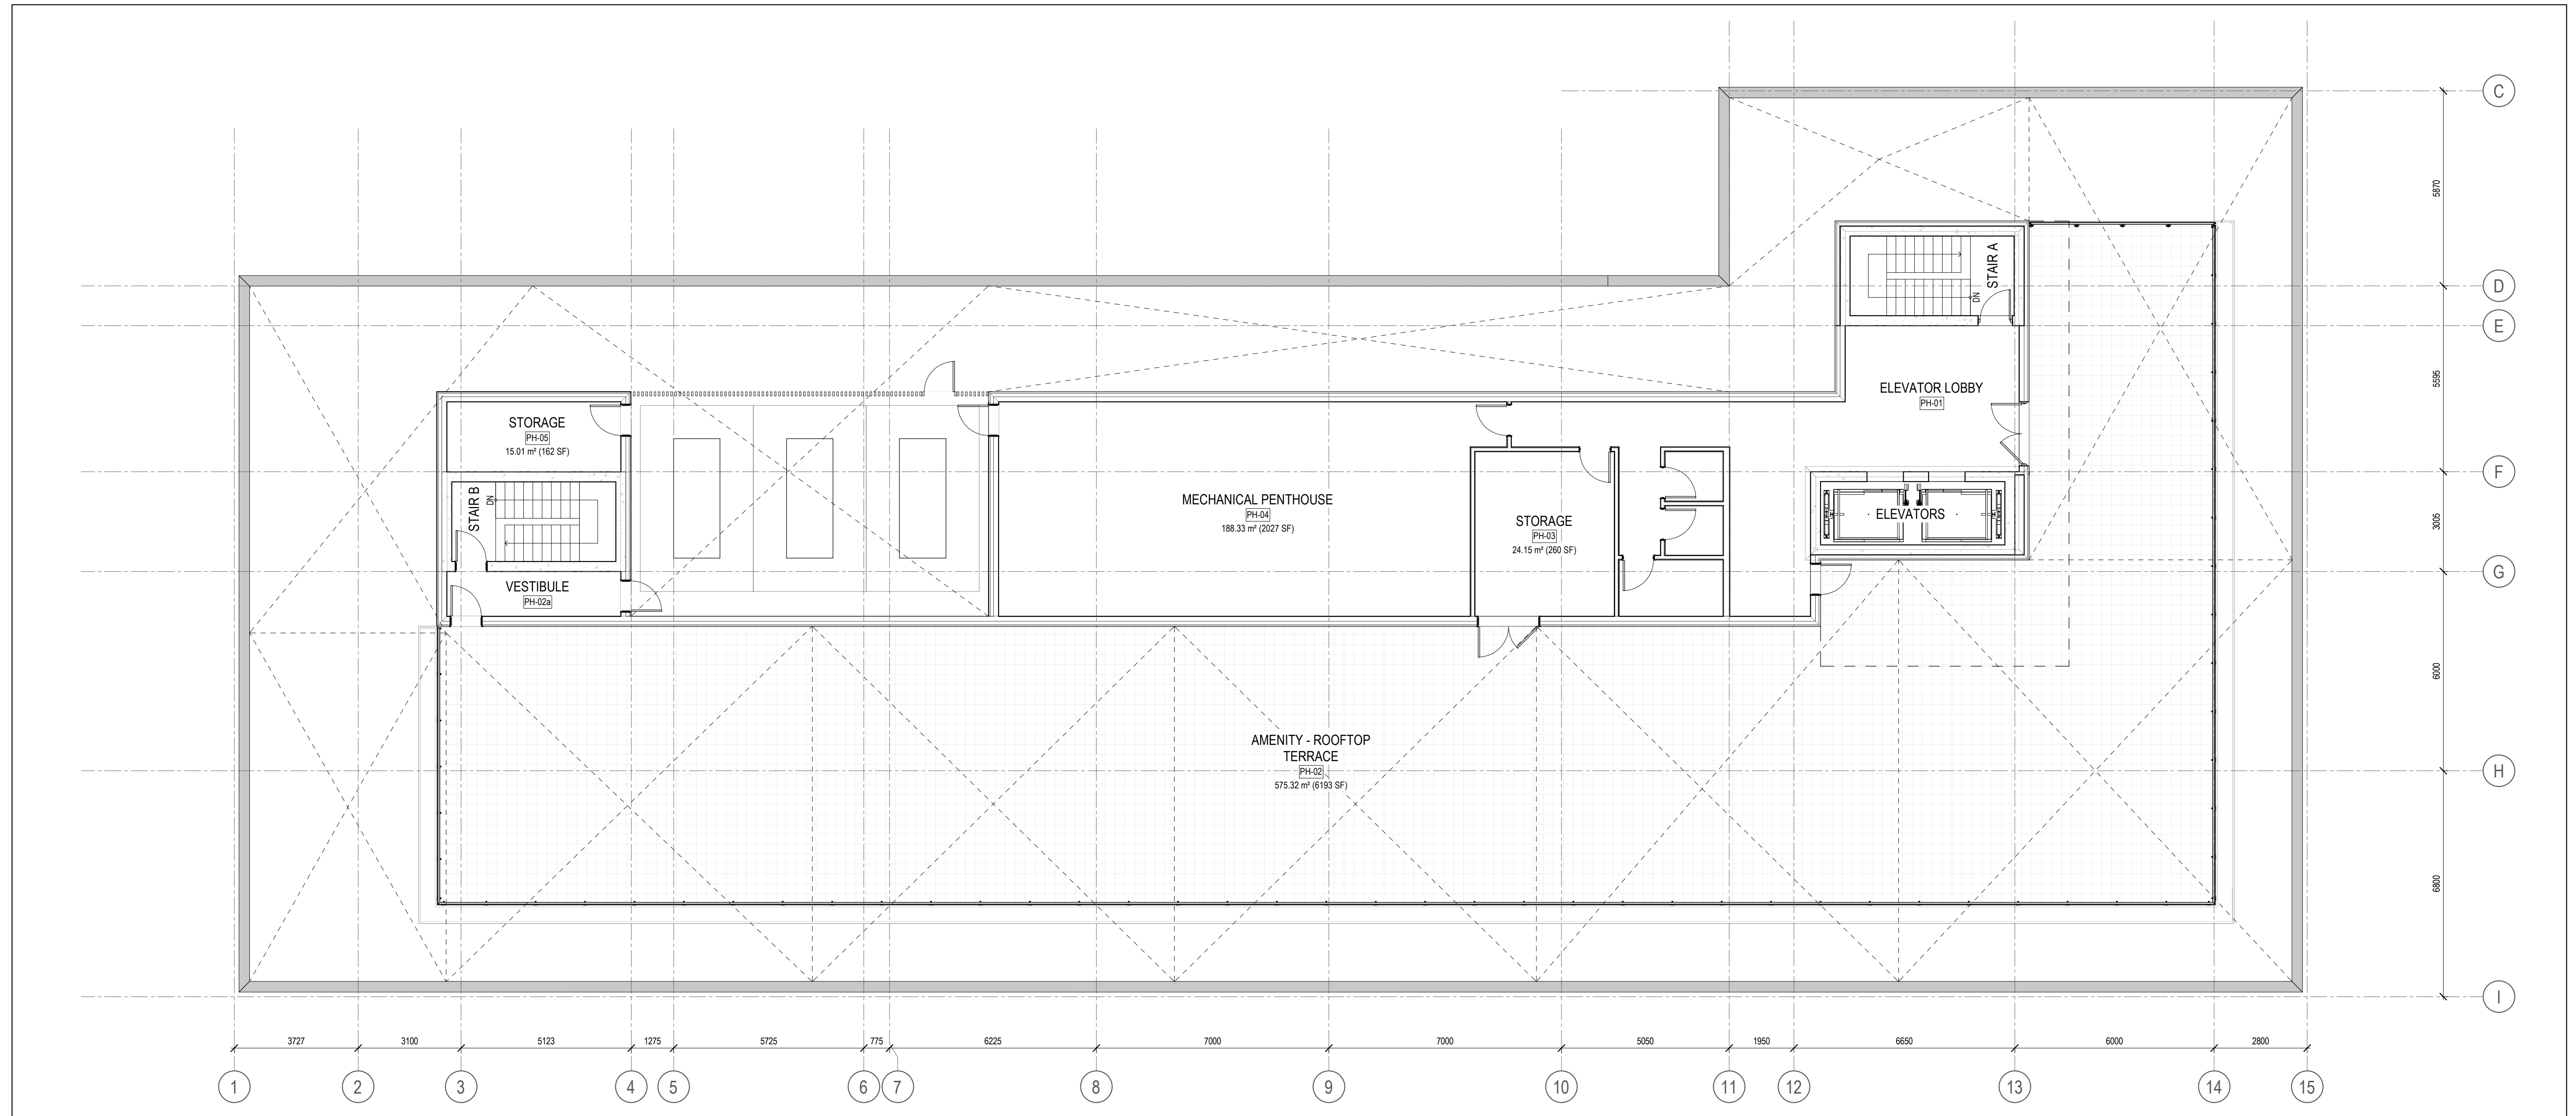 C
5870
STAIR A
DN
D
E
ELEVATOR LOBBY
PH-01
5595
STORAGE
PH-05
15.01 m² (162 SF)
F
STAIR B
DN
MECHANICAL PENTHOUSE
PH-04
188.33 m² (2027 SF)
STORAGE
PH-03
24.15 m² (260 SF)
ELEVATORS
3005
G
VESTIBULE
PH-02a
6000
AMENITY - ROOFTOP
TERRACE
PH-02
575.32 m² (6193 SF)
H
6800
I
3727 3100 5123 1275 5725 775 6225 7000 7000 5050 1950 6650 6000 2800
1 2 3 4 5 6 7 8 9 10 11 12 13 14 15